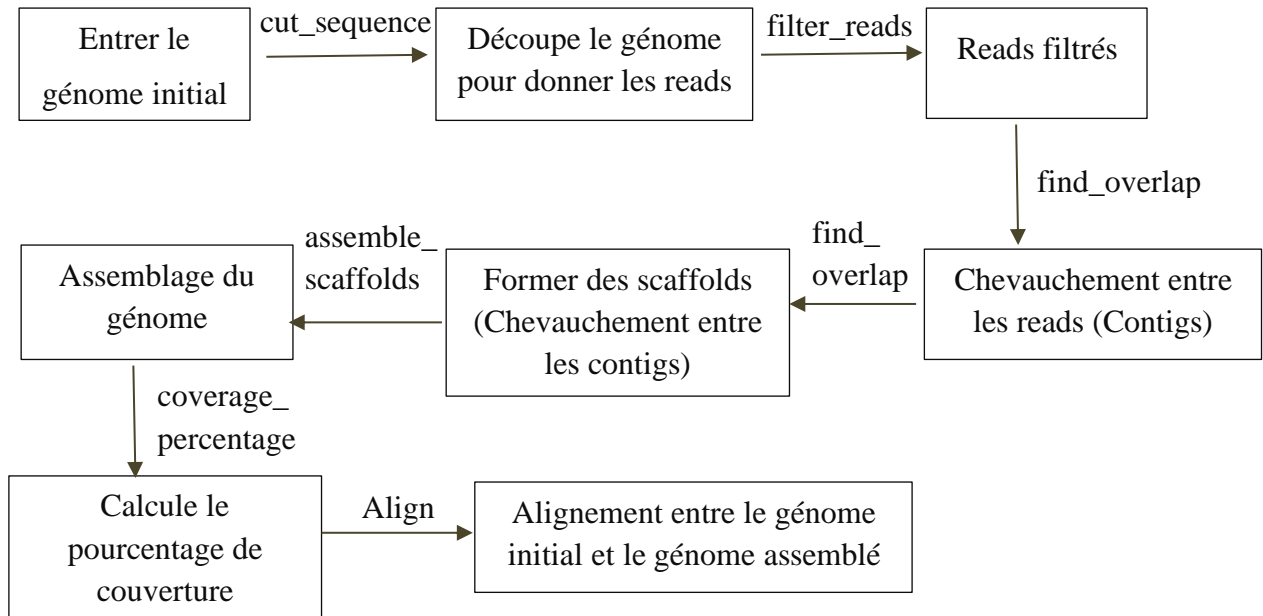 Entrer le
génome initial
cut_sequence
Découpe le génome
pour donner les reads
filter_reads
Reads filtrés
find_overlap
Chevauchement entre
les reads (Contigs)
find_
overlap
Former des scaffolds
(Chevauchement entre
les contigs)
assemble_
scaffolds
Assemblage du
génome
coverage_
percentage
Calcule le
pourcentage de
couverture
Align
Alignement entre le génome
initial et le génome assemblé